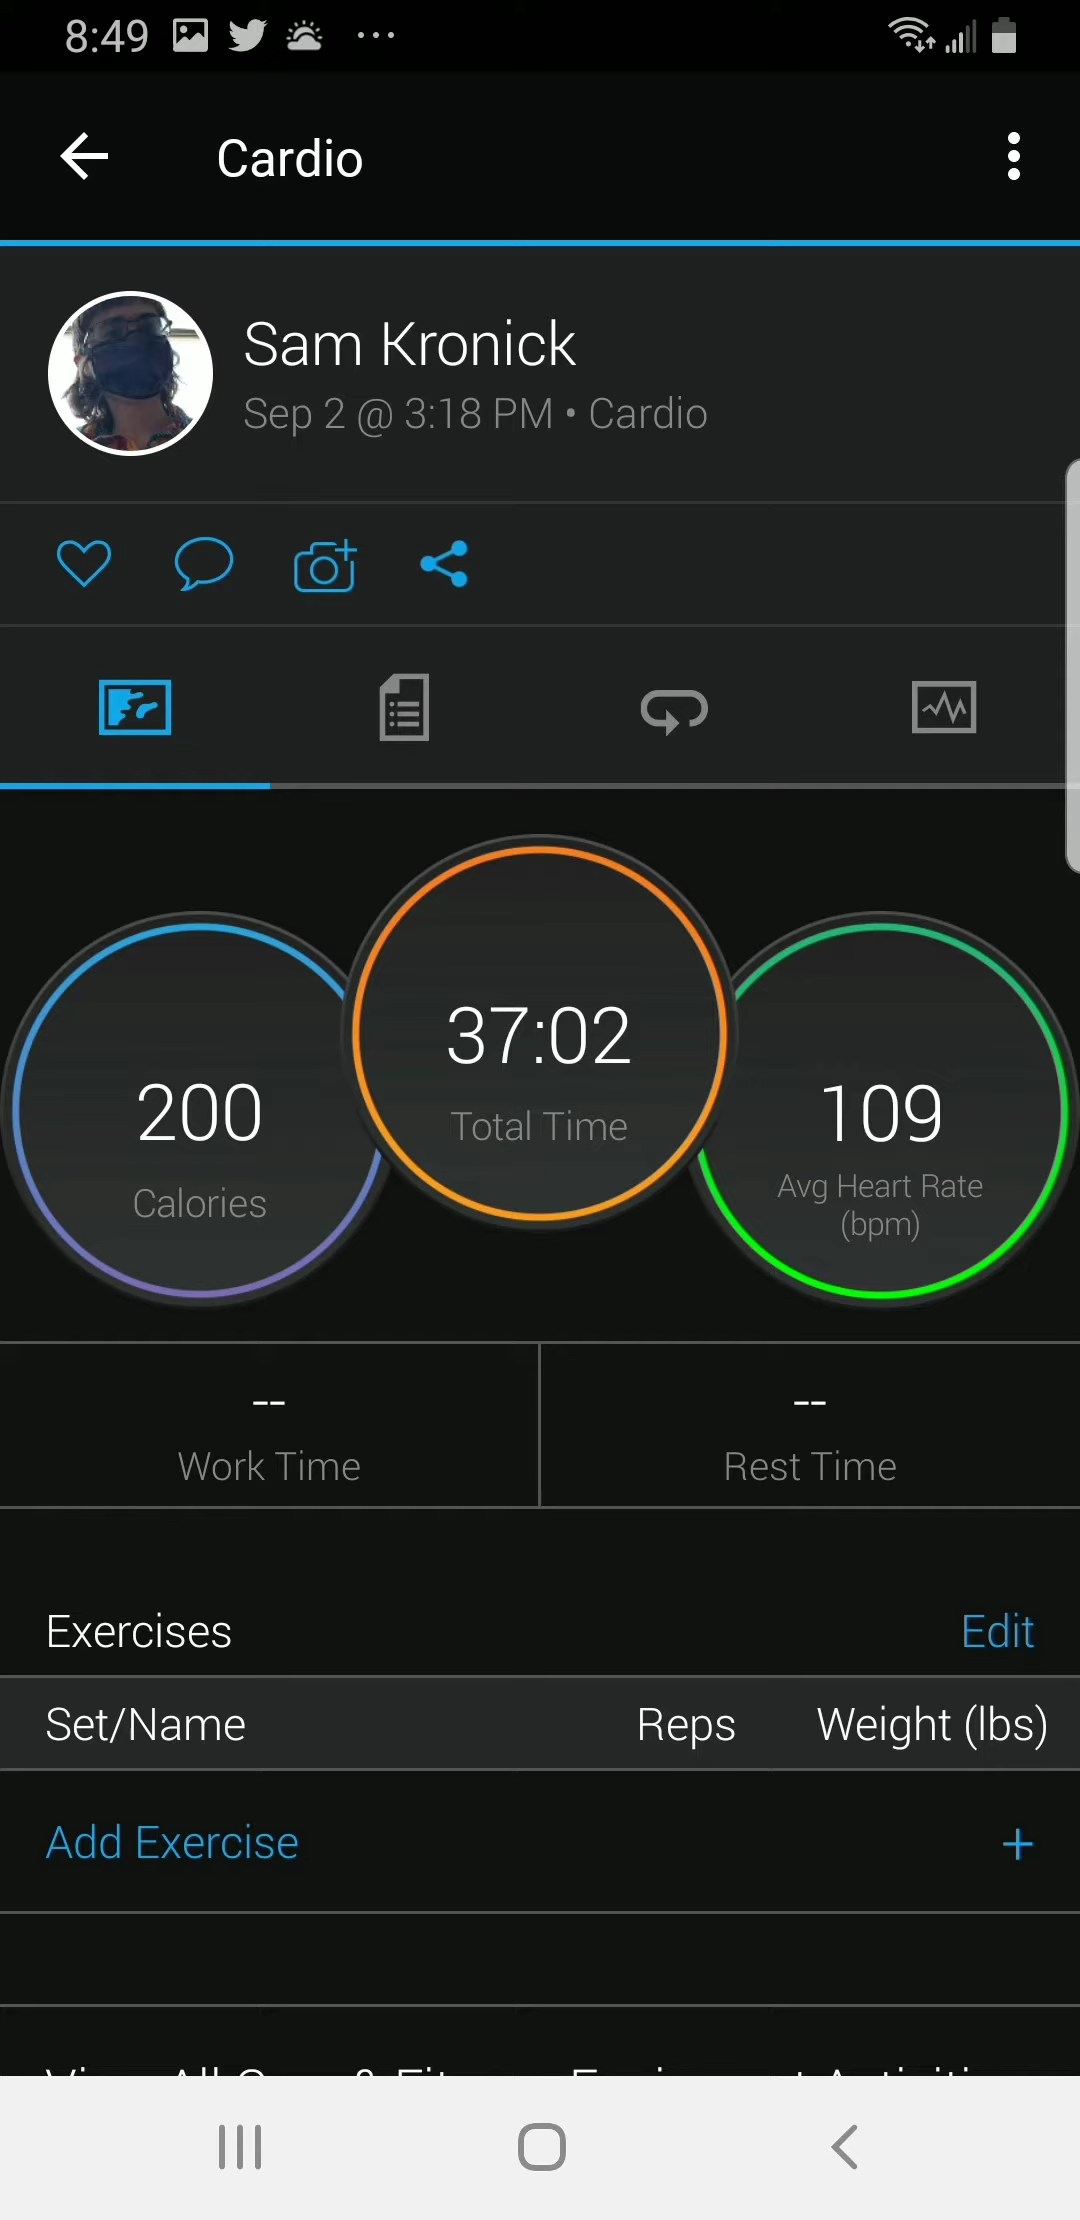 8:49
Cardio
Sam Kronick
Sep 2 @ 3:18 PM • Cardio
37:02
Total Time
200
Calories
109
Avg Heart Rate
(bpm)
-- --
Work Time Rest Time
Exercises Edit
Set/Name Reps Weight (lbs)
Add Exercise +